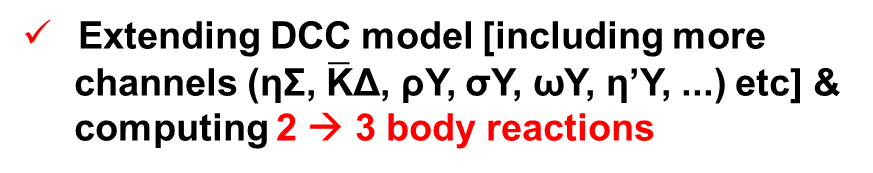 ✓ Extending DCC model [including more
channels (ηΣ, K̅Δ, ρY, σY, ωY, η’Y, ...) etc] &
computing 2 → 3 body reactions